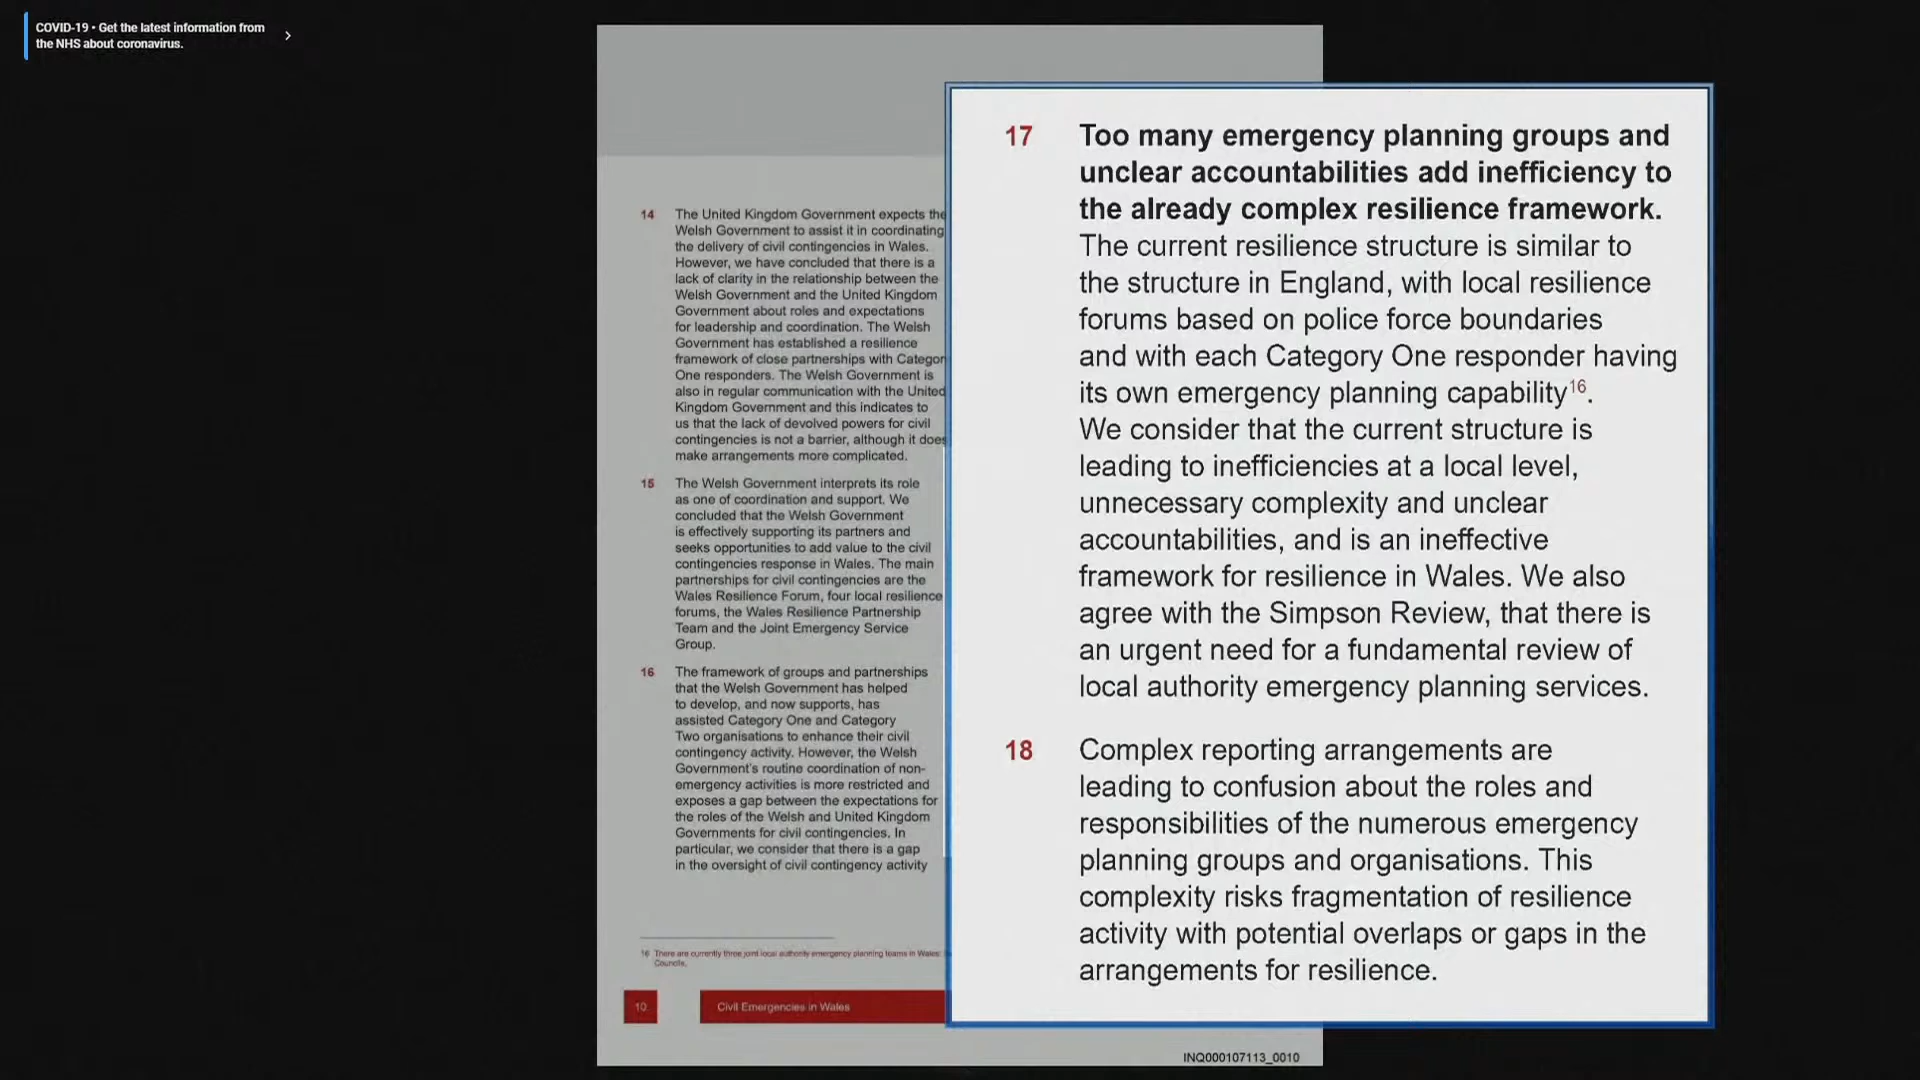 COVID-19 • Get the latest information from
the NHS about coronavirus.
14 The United Kingdom Government expects the
Welsh Government to assist it in coordinating
the delivery of civil contingencies in Wales.
However, we have concluded that there is a
lack of clarity in the relationship between the
Welsh Government and the United Kingdom
Government about roles and expectations
for leadership and coordination. The Welsh
Government has established a resilience
framework of close partnerships with Categor
One responders. The Welsh Government is
also in regular communication with the United
Kingdom Government and this indicates to
us that the lack of devolved powers for civil
contingencies is not a barrier, although it does
make arrangements more complicated.
15 The Welsh Government interprets its role
as one of coordination and support. We
concluded that the Welsh Government
is effectively supporting its partners and
seeks opportunities to add value to the civil
contingencies response in Wales. The main
partnerships for civil contingencies are the
Wales Resilience Forum, four local resilience
forums, the Wales Resilience Partnership
Team and the Joint Emergency Service
Group.
16 The framework of groups and partnerships
that the Welsh Government has helped
to develop, and now supports, has
assisted Category One and Category
Two organisations to enhance their civil
contingency activity. However, the Welsh
Government's routine coordination of non-
emergency activities is more restricted and
exposes a gap between the expectations for
the roles of the Welsh and United Kingdom
Governments for civil contingencies. In
particular, we consider that there is a gap
in the oversight of civil contingency activity
16 There are currently three joint local authority emergency planning teams in Wales:
Councils.
10 Civil Emergencies in Wales
17 Too many emergency planning groups and
unclear accountabilities add inefficiency to
the already complex resilience framework.
The current resilience structure is similar to
the structure in England, with local resilience
forums based on police force boundaries
and with each Category One responder having
its own emergency planning capability16.
We consider that the current structure is
leading to inefficiencies at a local level,
unnecessary complexity and unclear
accountabilities, and is an ineffective
framework for resilience in Wales. We also
agree with the Simpson Review, that there is
an urgent need for a fundamental review of
local authority emergency planning services.
18 Complex reporting arrangements are
leading to confusion about the roles and
responsibilities of the numerous emergency
planning groups and organisations. This
complexity risks fragmentation of resilience
activity with potential overlaps or gaps in the
arrangements for resilience.
INQ000107113_0010